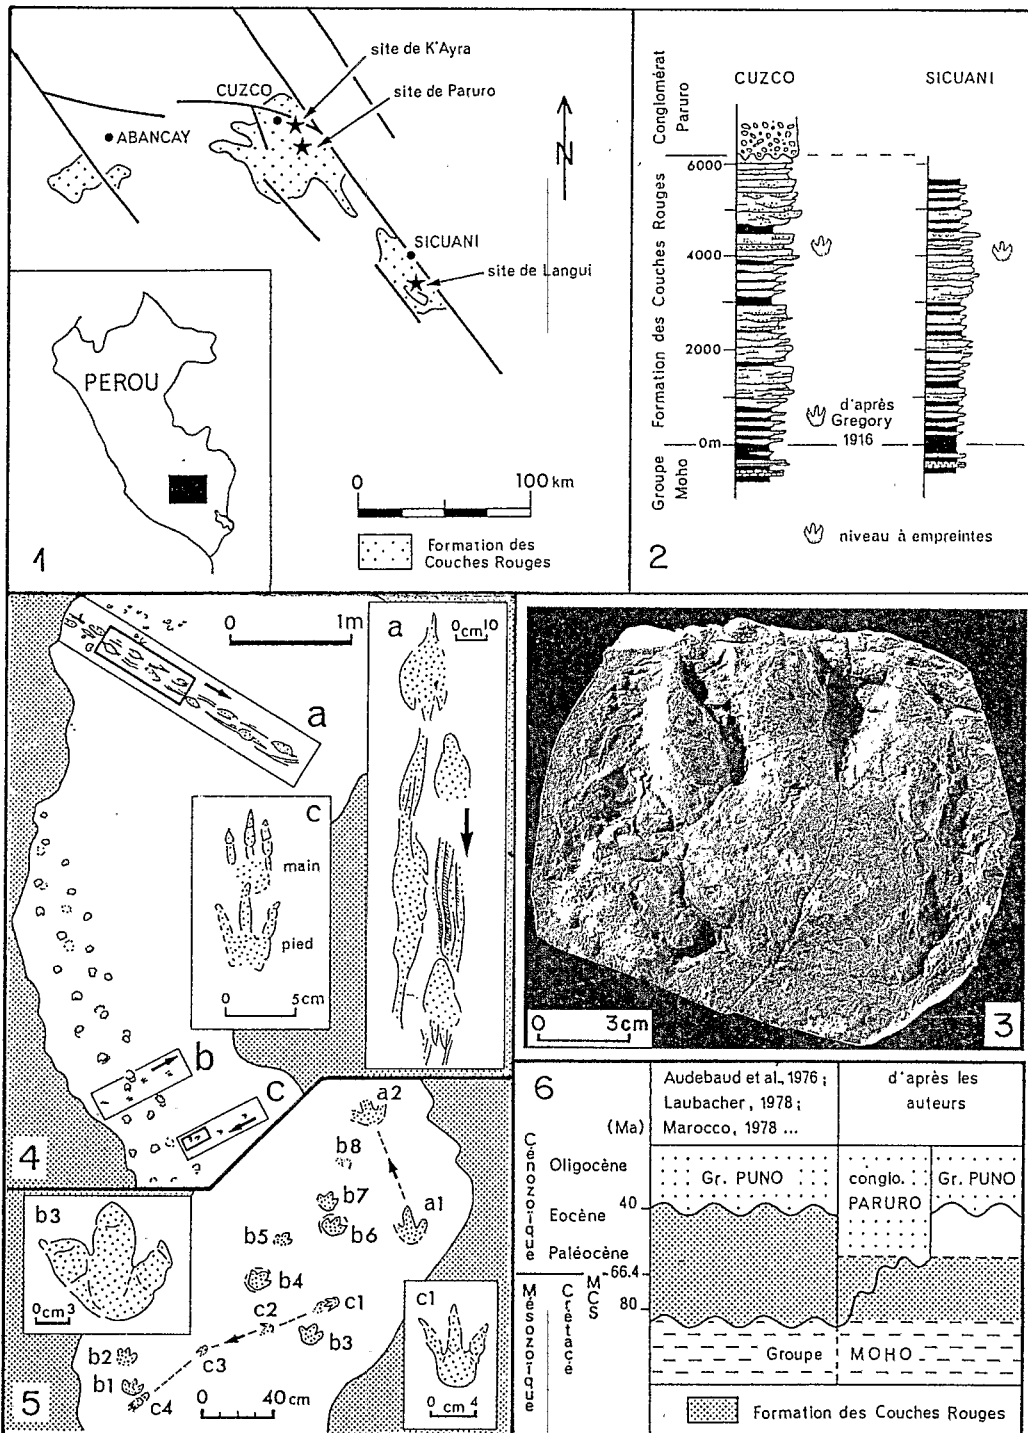 site de K'Ayra
CUZCO
site de Paruro
ABANCAY
N
SICUANI
site de Langui
PEROU
0 100 km
Formation des
Couches Rouges
1
CUZCO SICUANI
Conglomérat
Paruro
6000
Formation des Couches Rouges
4000
2000
d'après
Gregory
1916
0m
Groupe
Moho
niveau à empreintes
2
0 1m
a
a
0 cm 10
c
main
pied
0 5cm
b
c
4
0 3cm
3
a2
b8
b7
a1
b6
b5
b3
0 cm 3
b4
c1
c2
b3
c1
b2
c3
b1
c4
0 40 cm
0 cm 4
5
6
Audebaud et al., 1976 ;
Laubacher, 1978 ;
Marocco, 1978 ...
d'après les
auteurs
(Ma)
Cénozoïque
Oligocène
Gr. PUNO
conglo.
PARURO
Gr. PUNO
40
Eocène
Paléocène
66.4
Mésozoïque
Crétacé
MCS
80
Groupe MOHO
Formation des Couches Rouges